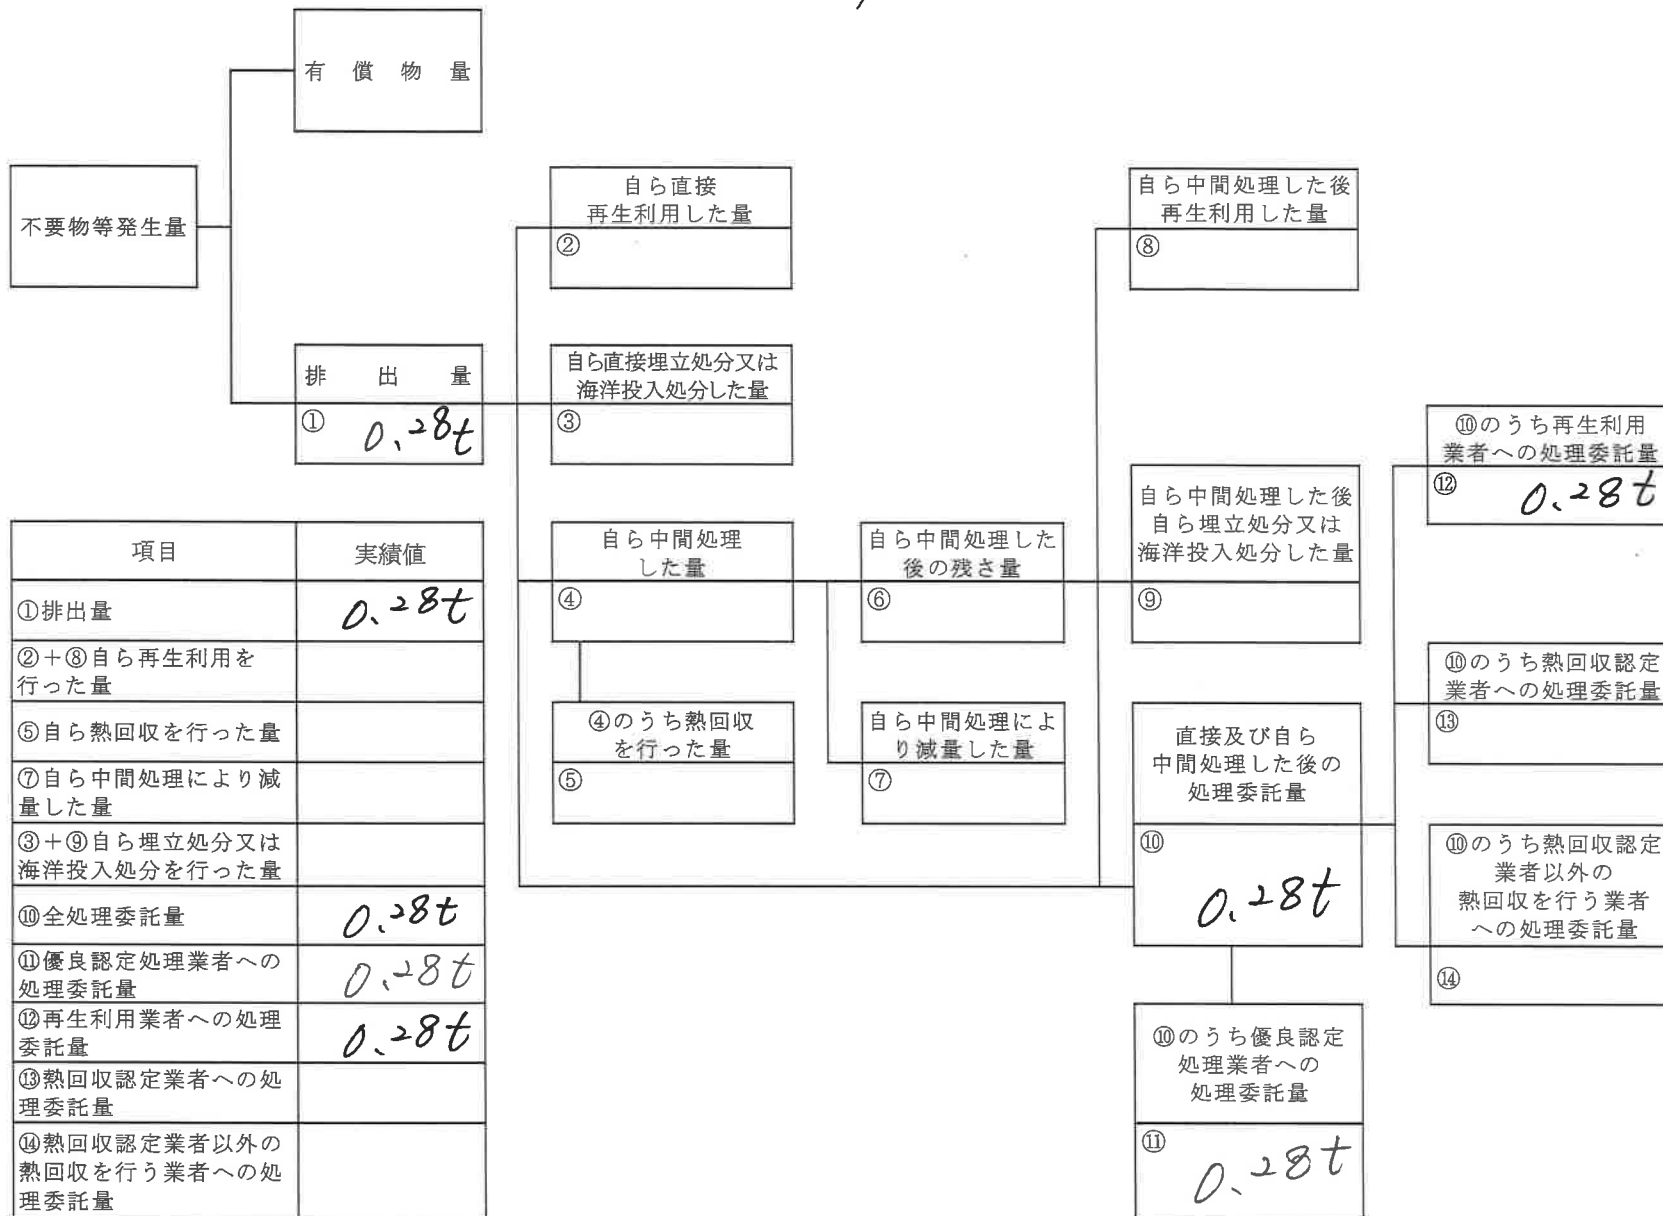 有償物量
不要物等発生量
排出量
① 0.28t
自ら直接
再生利用した量
②
自ら直接埋立処分又は
海洋投入処分した量
③
自ら中間処理
した量
④
④のうち熱回収
を行った量
⑤
自ら中間処理した
後の残さ量
⑥
自ら中間処理によ
り減量した量
⑦
自ら中間処理した後
再生利用した量
⑧
自ら中間処理した後
自ら埋立処分又は
海洋投入処分した量
⑨
直接及び自ら
中間処理した後の
処理委託量
⑩
0.28t
⑩のうち優良認定
処理業者への
処理委託量
⑪
0.28t
⑩のうち再生利用
業者への処理委託量
⑫ 0.28t
⑩のうち熱回収認定
業者への処理委託量
⑬
⑩のうち熱回収認定
業者以外の
熱回収を行う業者
への処理委託量
⑭
項目 実績値
①排出量 0.28t
②+⑧自ら再生利用を
行った量
⑤自ら熱回収を行った量
⑦自ら中間処理により減
量した量
③+⑨自ら埋立処分又は
海洋投入処分を行った量
⑩全処理委託量 0.28t
⑪優良認定処理業者への
処理委託量 0.28t
⑫再生利用業者への処理
委託量 0.28t
⑬熱回収認定業者への処
理委託量
⑭熱回収認定業者以外の
熱回収を行う業者への処
理委託量